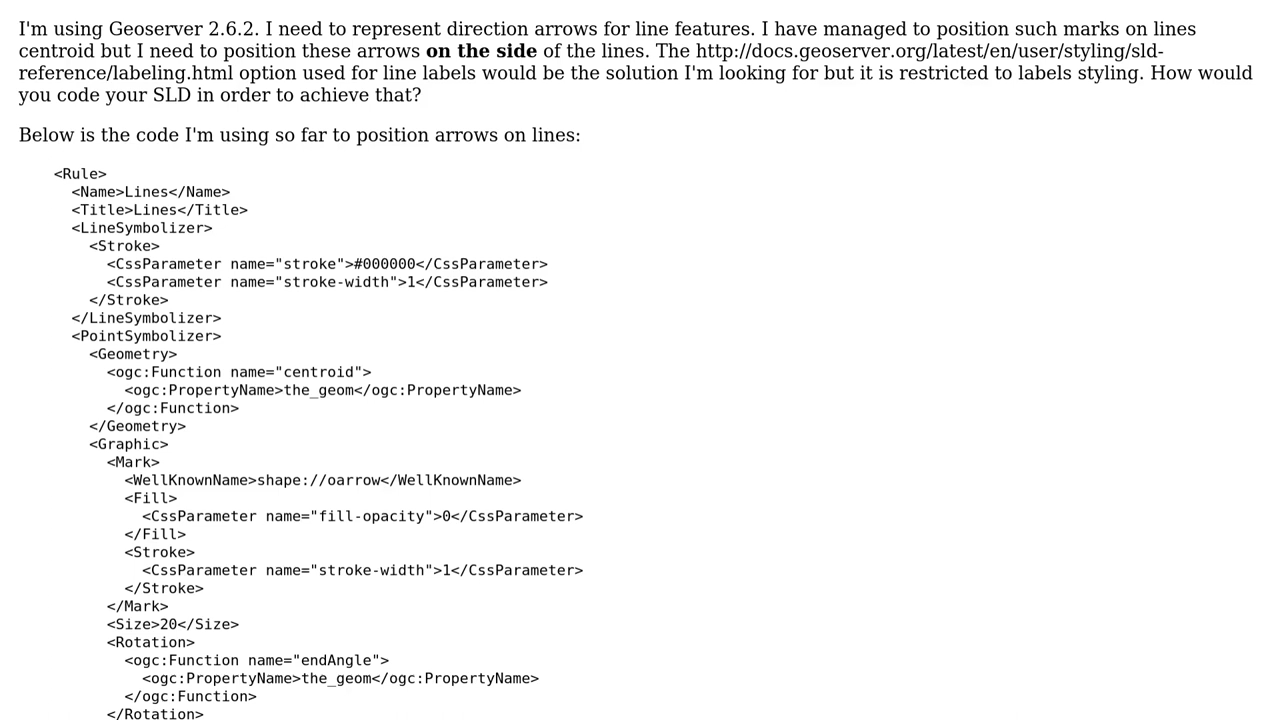 I'm using Geoserver 2.6.2. I need to represent direction arrows for line features. I have managed to position such marks on lines
centroid but I need to position these arrows on the side of the lines. The http://docs.geoserver.org/latest/en/user/styling/sld-
reference/labeling.html option used for line labels would be the solution I'm looking for but it is restricted to labels styling. How would
you code your SLD in order to achieve that?
Below is the code I'm using so far to position arrows on lines:
<Rule>
<Name>Lines</Name>
<Title>Lines</Title>
<LineSymbolizer>
<Stroke>
<CssParameter name="stroke">#000000</CssParameter>
<CssParameter name="stroke-width">1</CssParameter>
</Stroke>
</LineSymbolizer>
<PointSymbolizer>
<Geometry>
<ogc:Function name="centroid">
<ogc:PropertyName>the_geom</ogc:PropertyName>
</ogc:Function>
</Geometry>
<Graphic>
<Mark>
<WellKnownName>shape://oarrow</WellKnownName>
<Fill>
<CssParameter name="fill-opacity">0</CssParameter>
</Fill>
<Stroke>
<CssParameter name="stroke-width">1</CssParameter>
</Stroke>
</Mark>
<Size>20</Size>
<Rotation>
<ogc:Function name="endAngle">
<ogc:PropertyName>the_geom</ogc:PropertyName>
</ogc:Function>
</Rotation>